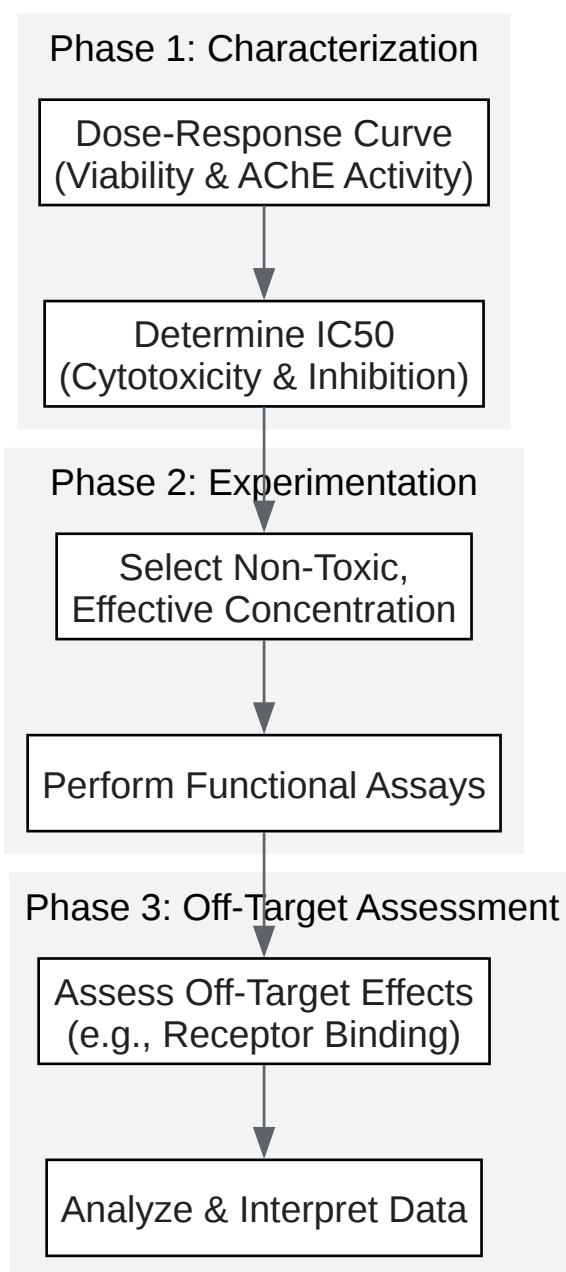 Phase 1: Characterization
Dose-Response Curve
(Viability & AChE Activity)
Determine IC50
(Cytotoxicity & Inhibition)
Phase 2: Experimentation
Select Non-Toxic,
Effective Concentration
Perform Functional Assays
Phase 3: Off-Target Assessment
Assess Off-Target Effects
(e.g., Receptor Binding)
Analyze & Interpret Data